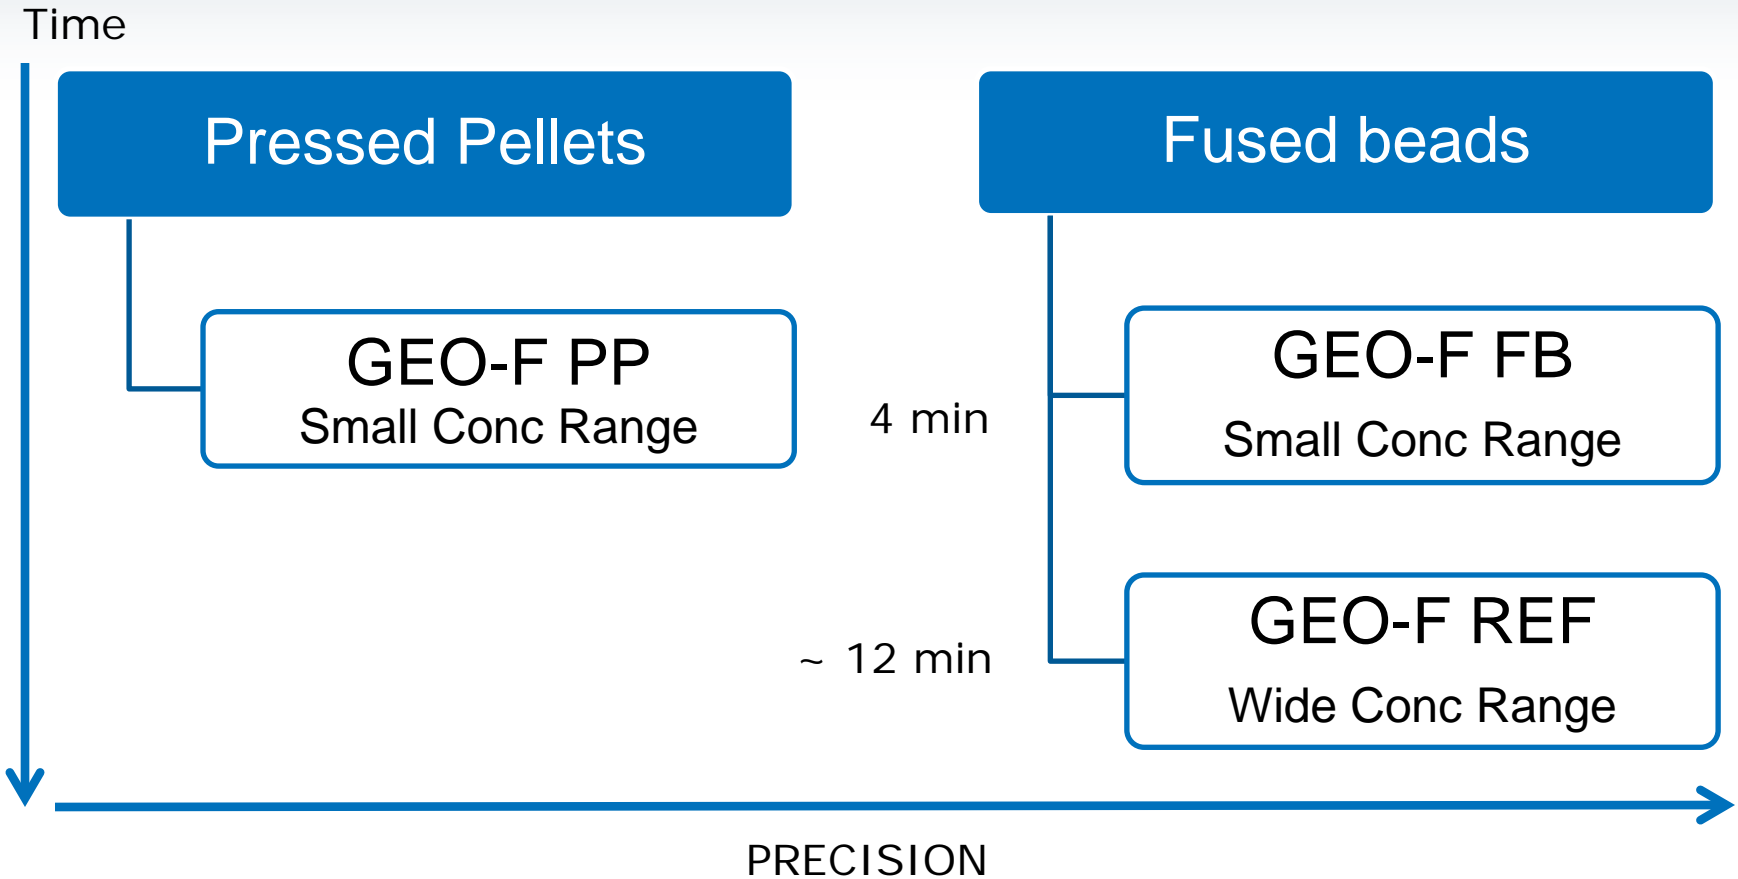 Time
Pressed Pellets
Fused beads
GEO-F PP
Small Conc Range
4 min
GEO-F FB
Small Conc Range
~ 12 min
GEO-F REF
Wide Conc Range
PRECISION